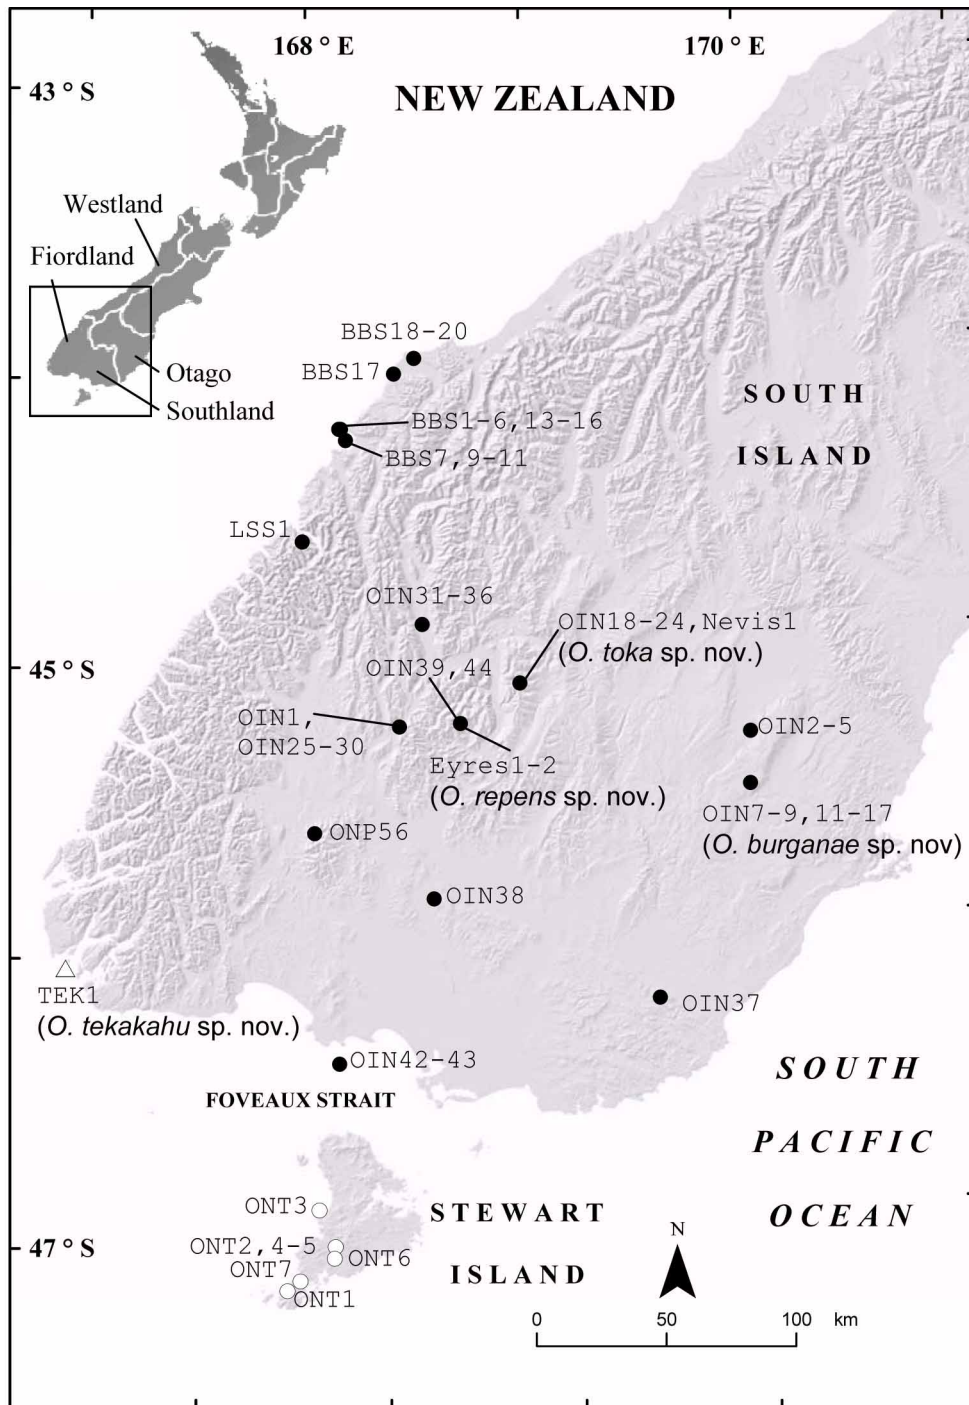 168 ° E
170 ° E
43 ° S
NEW ZEALAND
Westland
Fiordland
Otago
Southland
BBS18-20
BBS17
SOUTH
ISLAND
BBS1-6,13-16
BBS7,9-11
LSS1
OIN31-36
OIN18-24,Nevis1
(O. toka sp. nov.)
45 ° S
OIN39,44
OIN1,
OIN25-30
OIN2-5
Eyres1-2
(O. repens sp. nov.)
OIN7-9,11-17
(O. burganae sp. nov)
ONP56
OIN38
TEK1
(O. tekakahu sp. nov.)
OIN37
OIN42-43
FOVEAUX STRAIT
SOUTH
PACIFIC
OCEAN
ONT3
STEWART
ISLAND
N
47 ° S
ONT2,4-5
ONT6
ONT7
ONT1
0 50 100 km